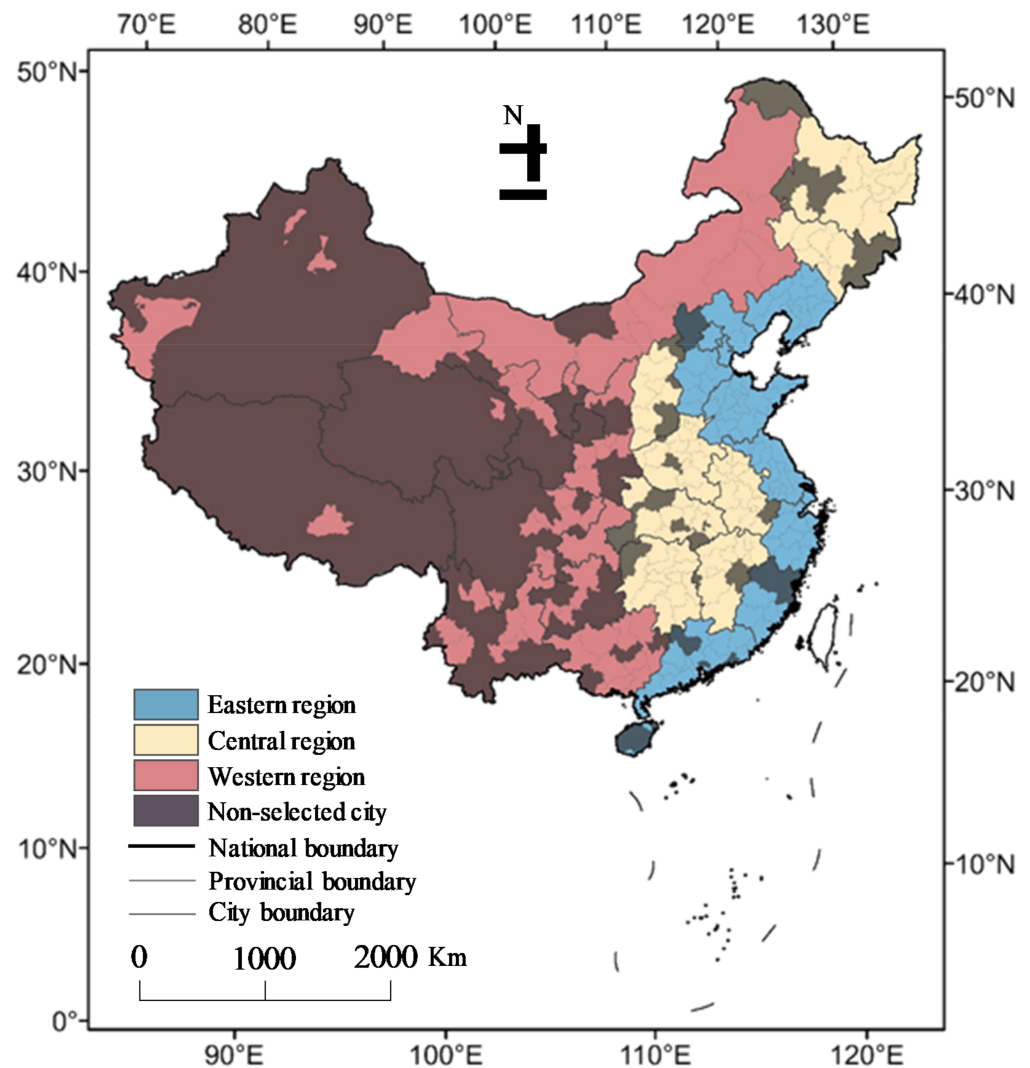 70°E 80°E 90°E 100°E 110°E 120°E 130°E
50°N
50°N
N
40°N
40°N
30°N
30°N
20°N
20°N
Eastern region
Central region
Western region
Non-selected city
National boundary
10°N
10°N
Provincial boundary
City boundary
0 1000 2000 Km
0°
90°E 100°E 110°E 120°E